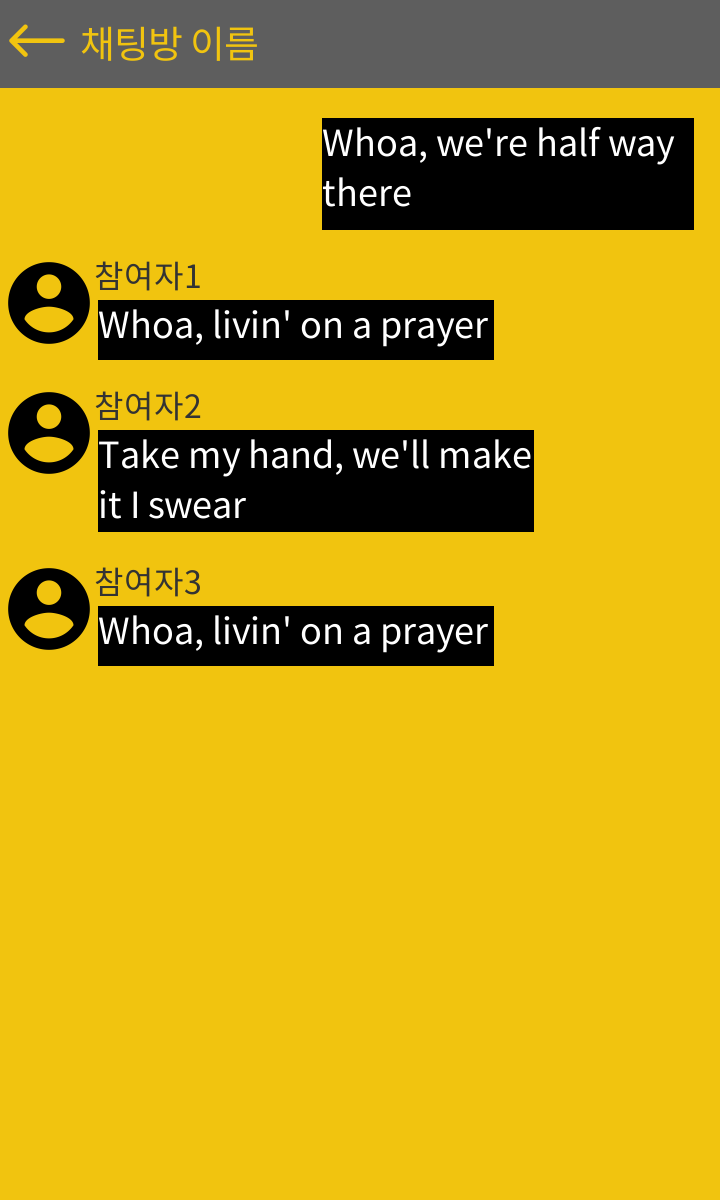 채팅방 이름
Whoa, we're half way
there
참여자1
Whoa, livin' on a prayer
참여자2
Take my hand, we'll make
it I swear
참여자3
Whoa, livin' on a prayer